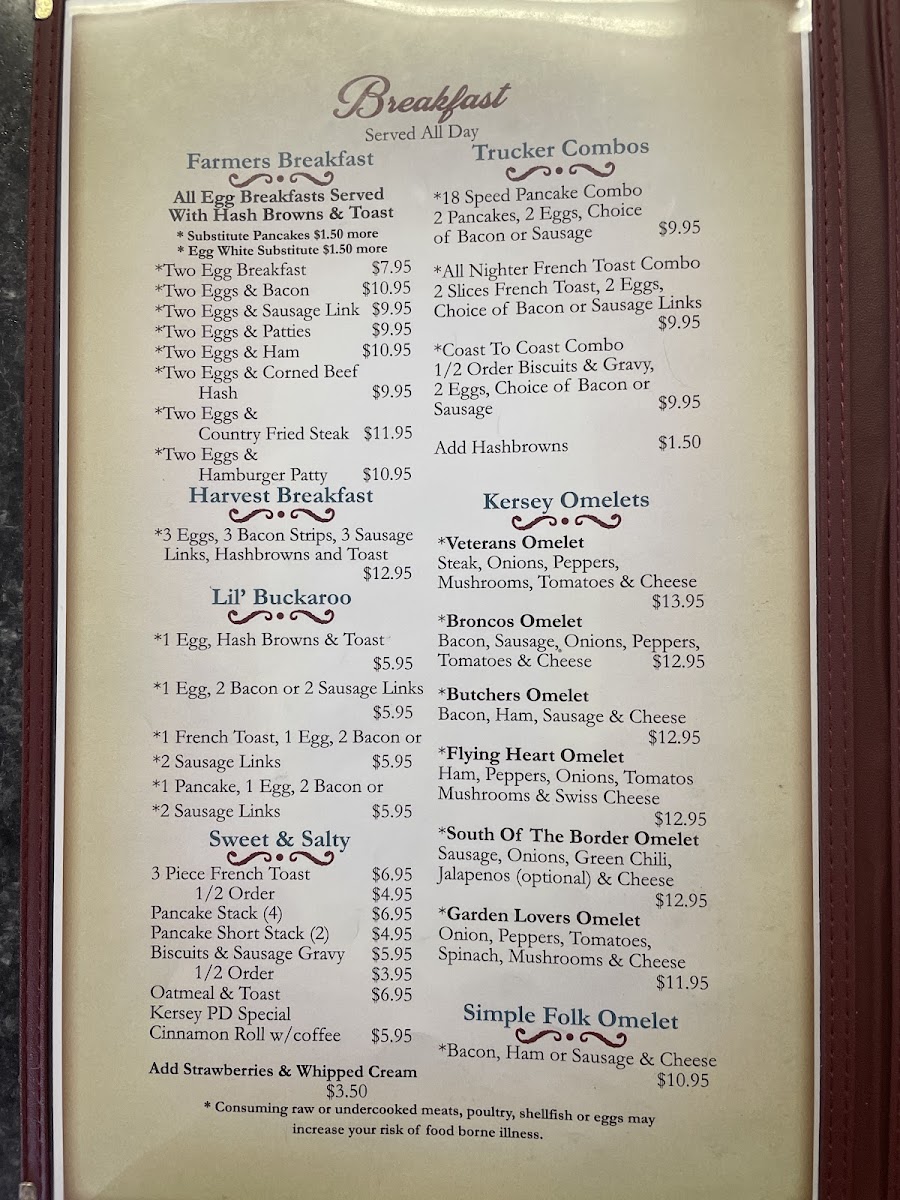 Breakfast
Served All Day
Farmers Breakfast
All Egg Breakfasts Served
With Hash Browns & Toast
* Substitute Pancakes $1.50 more
* Egg White Substitute $1.50 more
*Two Egg Breakfast $7.95
*Two Eggs & Bacon $10.95
*Two Eggs & Sausage Link $9.95
*Two Eggs & Patties $9.95
*Two Eggs & Ham $10.95
*Two Eggs & Corned Beef
Hash $9.95
*Two Eggs &
Country Fried Steak $11.95
*Two Eggs &
Hamburger Patty $10.95
Harvest Breakfast
*3 Eggs, 3 Bacon Strips, 3 Sausage
Links, Hashbrowns and Toast
$12.95
Lil' Buckaroo
*1 Egg, Hash Browns & Toast
$5.95
*1 Egg, 2 Bacon or 2 Sausage Links
$5.95
*1 French Toast, 1 Egg, 2 Bacon or
*2 Sausage Links $5.95
*1 Pancake, 1 Egg, 2 Bacon or
*2 Sausage Links $5.95
Sweet & Salty
3 Piece French Toast $6.95
1/2 Order $4.95
Pancake Stack (4) $6.95
Pancake Short Stack (2) $4.95
Biscuits & Sausage Gravy $5.95
1/2 Order $3.95
Oatmeal & Toast $6.95
Kersey PD Special
Cinnamon Roll w/coffee $5.95
Add Strawberries & Whipped Cream
$3.50
Trucker Combos
*18 Speed Pancake Combo
2 Pancakes, 2 Eggs, Choice
of Bacon or Sausage $9.95
*All Nighter French Toast Combo
2 Slices French Toast, 2 Eggs,
Choice of Bacon or Sausage Links
$9.95
*Coast To Coast Combo
1/2 Order Biscuits & Gravy,
2 Eggs, Choice of Bacon or
Sausage $9.95
Add Hashbrowns $1.50
Kersey Omelets
*Veterans Omelet
Steak, Onions, Peppers,
Mushrooms, Tomatoes & Cheese
$13.95
*Broncos Omelet
Bacon, Sausage, Onions, Peppers,
Tomatoes & Cheese $12.95
*Butchers Omelet
Bacon, Ham, Sausage & Cheese
$12.95
*Flying Heart Omelet
Ham, Peppers, Onions, Tomatos
Mushrooms & Swiss Cheese
$12.95
*South Of The Border Omelet
Sausage, Onions, Green Chili,
Jalapenos (optional) & Cheese
$12.95
*Garden Lovers Omelet
Onion, Peppers, Tomatoes,
Spinach, Mushrooms & Cheese
$11.95
Simple Folk Omelet
*Bacon, Ham or Sausage & Cheese
$10.95
* Consuming raw or undercooked meats, poultry, shellfish or eggs may
increase your risk of food borne illness.